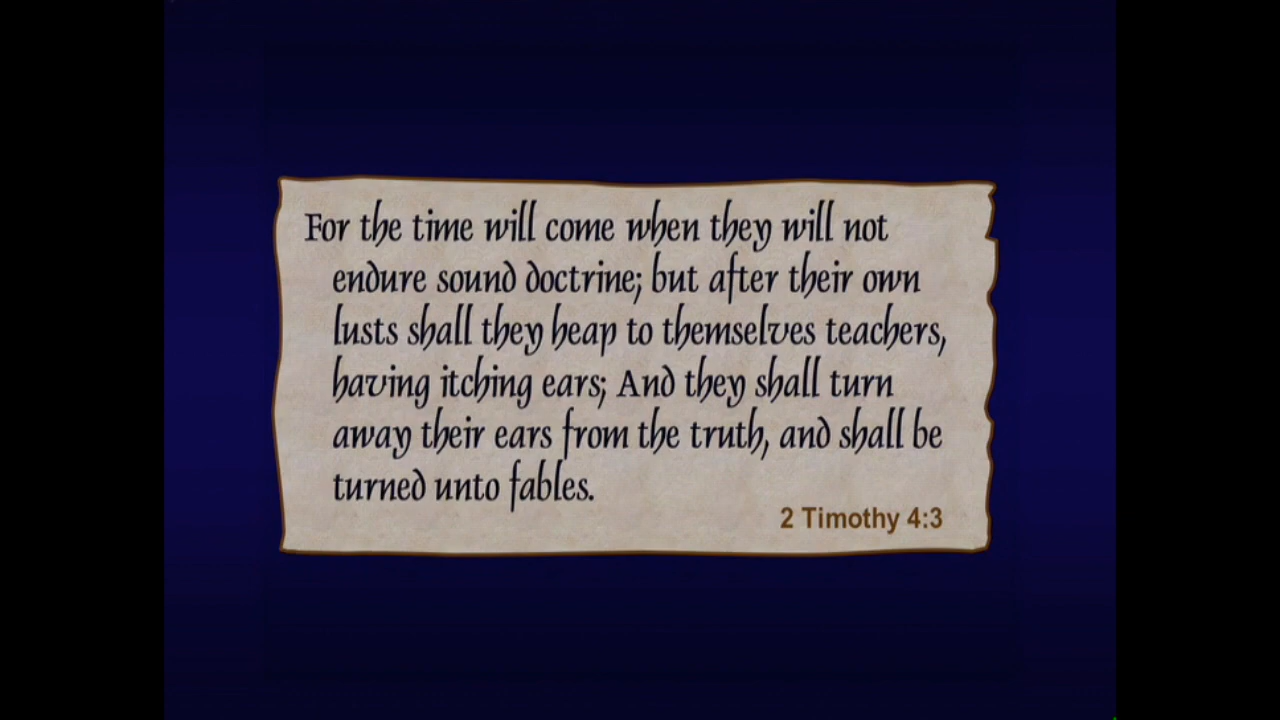 For the time will come when they will not
endure sound doctrine; but after their own
lusts shall they heap to themselves teachers,
having itching ears; And they shall turn
away their ears from the truth, and shall be
turned unto fables.
2 Timothy 4:3